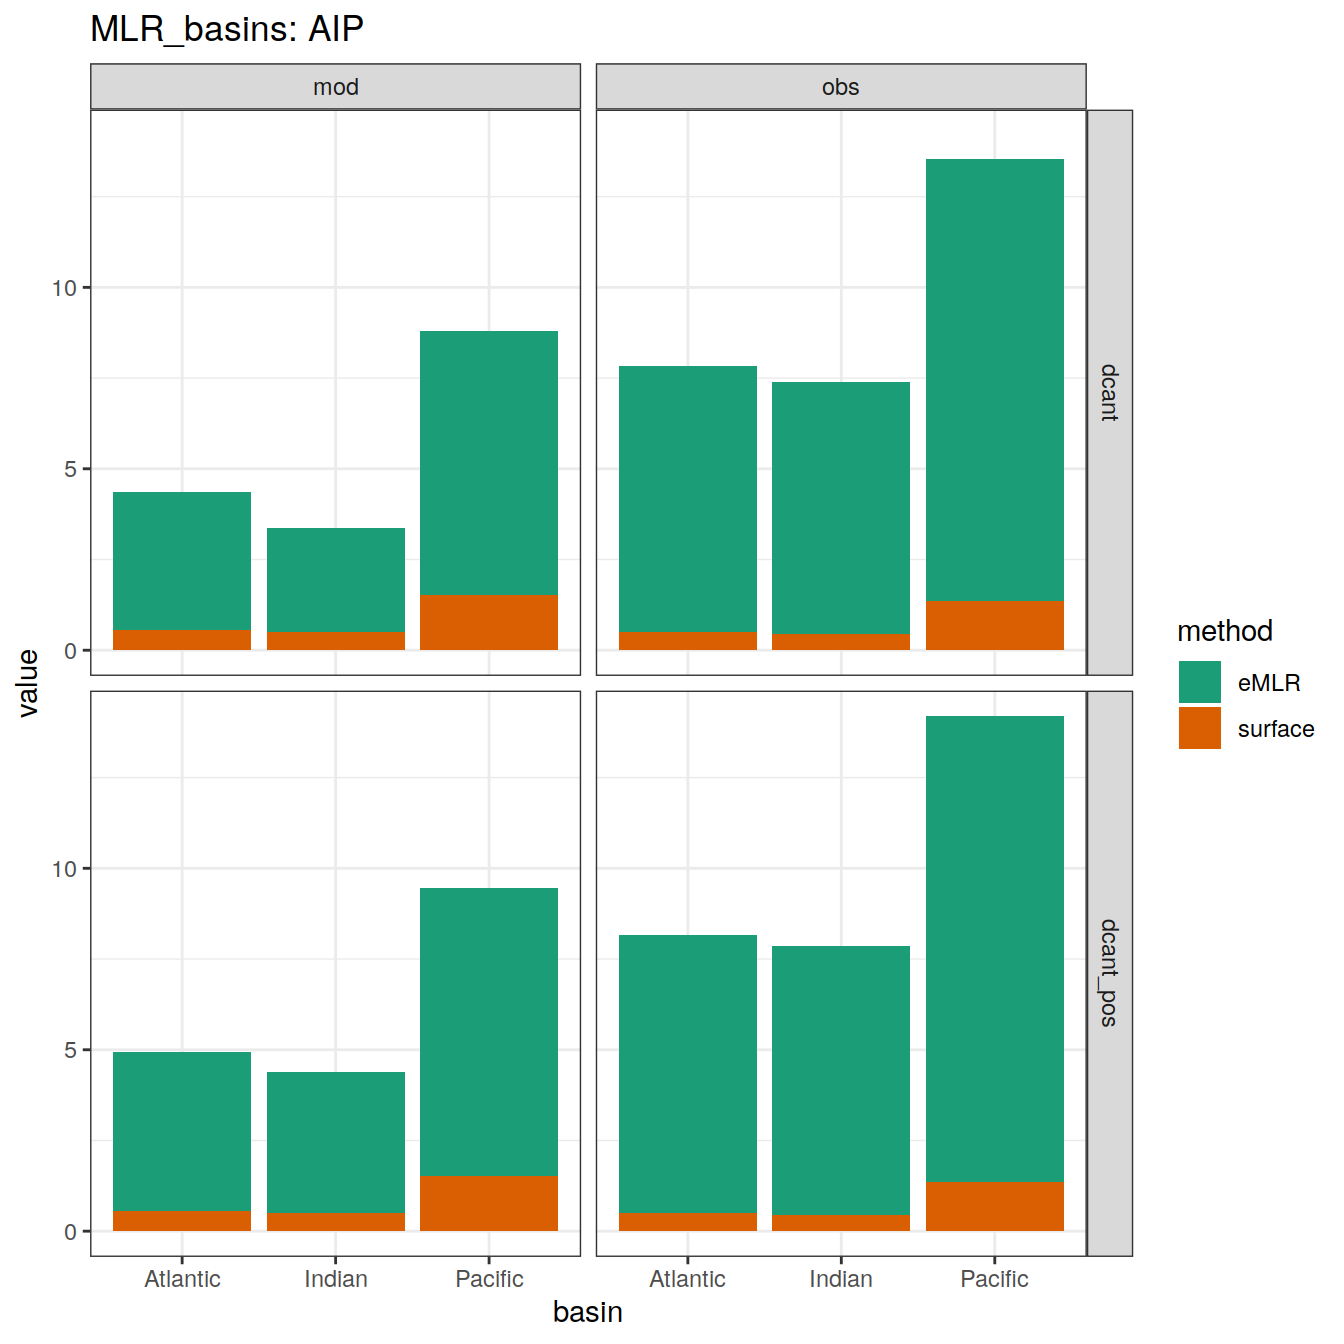 MLR_basins: AIP
mod
obs
10
5
0
dcant
10
5
0
dcant_pos
value
Atlantic
Indian
Pacific
Atlantic
Indian
Pacific
basin
method
eMLR
surface